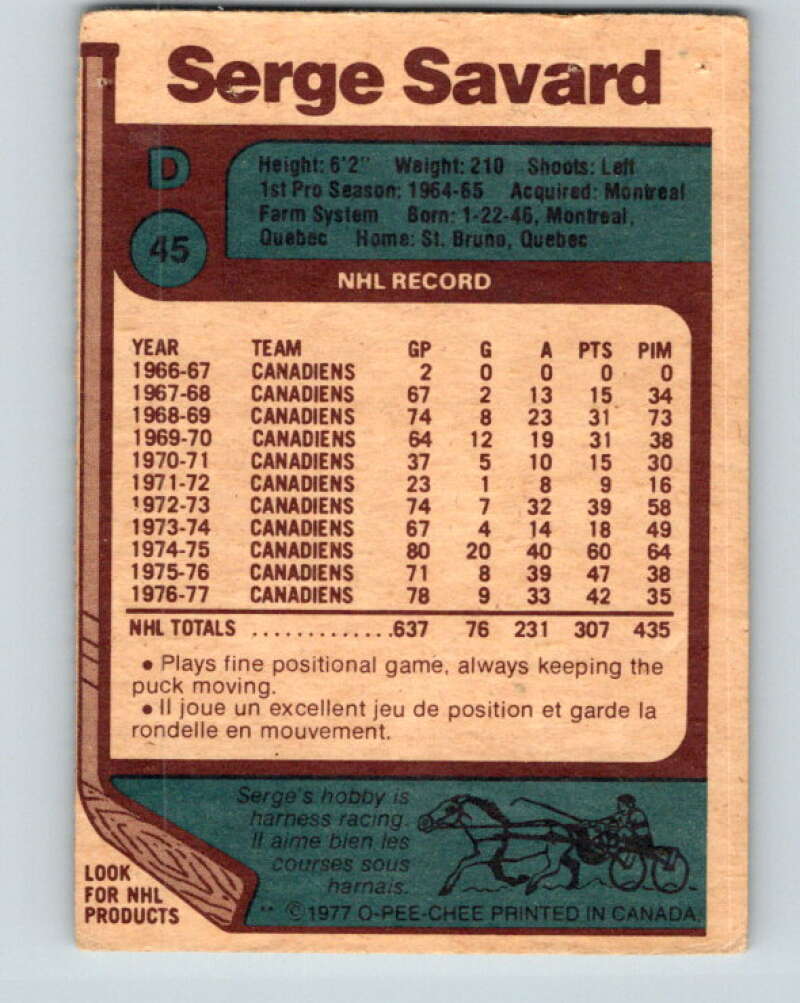 Serge Savard
D
45
Height: 6'2" Weight: 210 Shoots: Left
1st Pro Season: 1964-65 Acquired: Montreal
Farm System Born: 1-22-46, Montreal,
Quebec Home: St. Bruno, Quebec
NHL RECORD
YEAR TEAM GP G A PTS PIM
1966-67 CANADIENS 2 0 0 0 0
1967-68 CANADIENS 67 2 13 15 34
1968-69 CANADIENS 74 8 23 31 73
1969-70 CANADIENS 64 12 19 31 38
1970-71 CANADIENS 37 5 10 15 30
1971-72 CANADIENS 23 1 8 9 16
1972-73 CANADIENS 74 7 32 39 58
1973-74 CANADIENS 67 4 14 18 49
1974-75 CANADIENS 80 20 40 60 64
1975-76 CANADIENS 71 8 39 47 38
1976-77 CANADIENS 78 9 33 42 35
NHL TOTALS .............637 76 231 307 435
• Plays fine positional game, always keeping the
puck moving.
• Il joue un excellent jeu de position et garde la
rondelle en mouvement.
Serge's hobby is
harness racing.
Il aime bien les
courses sous
harnais.
LOOK
FOR NHL
PRODUCTS
** ©1977 O-PEE-CHEE PRINTED IN CANADA